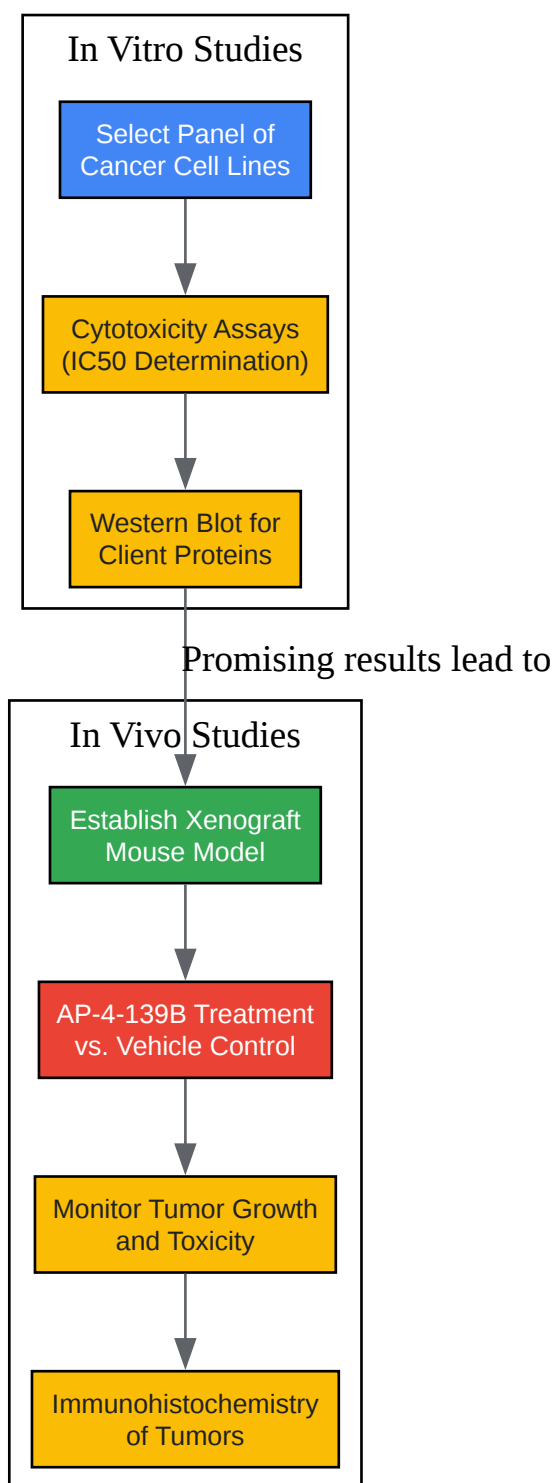 In Vitro Studies
Select Panel of
Cancer Cell Lines
Cytotoxicity Assays
(IC50 Determination)
Western Blot for
Client Proteins
Promising results lead to
In Vivo Studies
Establish Xenograft
Mouse Model
AP-4-139B Treatment
vs. Vehicle Control
Monitor Tumor Growth
and Toxicity
Immunohistochemistry
of Tumors